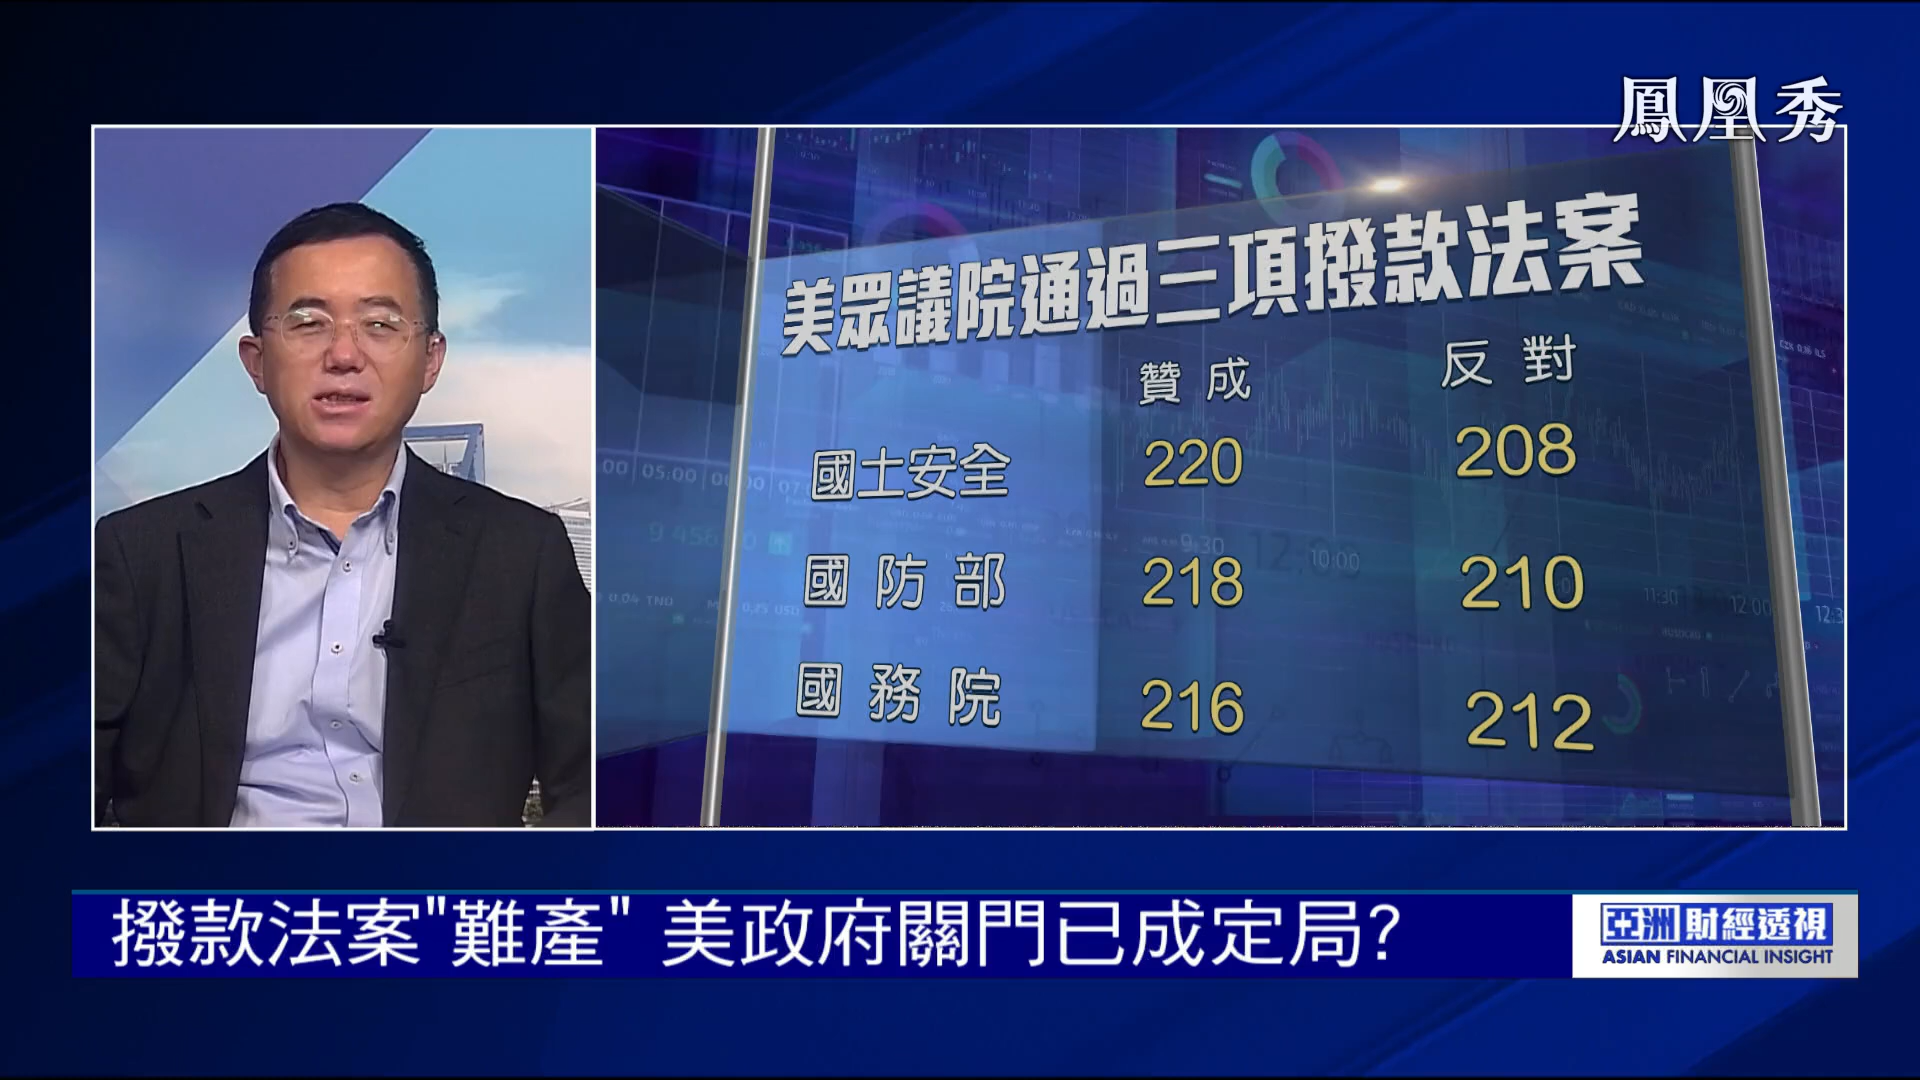 鳳凰秀
美眾議院通過三項撥款法案
贊成 反對
國土安全 220 208
國防部 218 210
國務院 216 212
撥款法案"難產" 美政府關門已成定局?
亞洲財經透視
ASIAN FINANCIAL INSIGHT